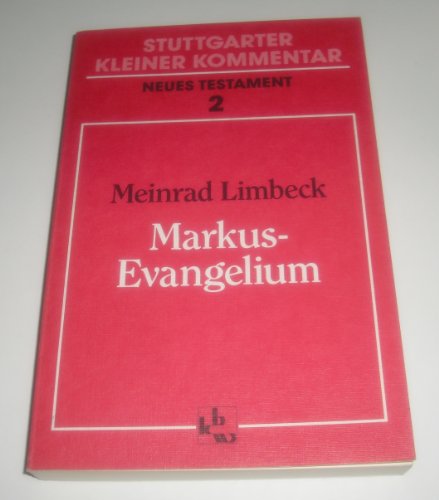 STUTTGARTER
KLEINER KOMMENTAR
NEUES TESTAMENT
2
Meinrad Limbeck
Markus-
Evangelium
kbw